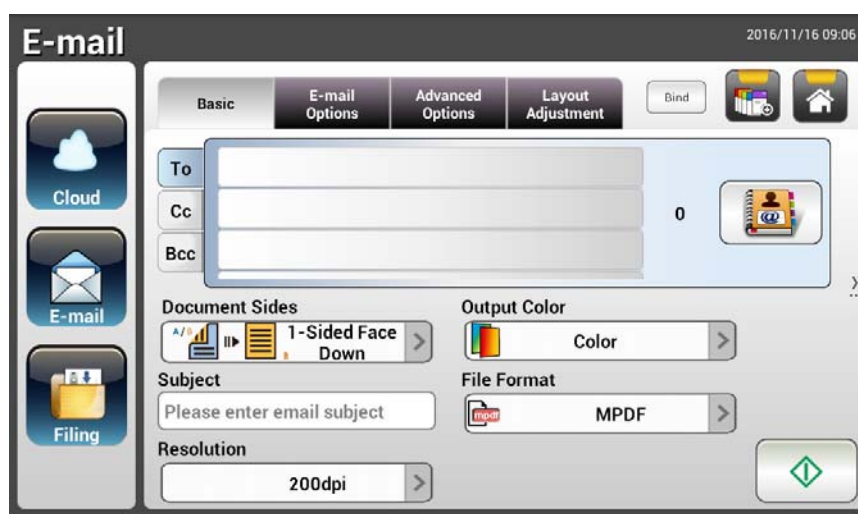 E-mail
2016/11/16 09:06
Basic
E-mail
Options
Advanced
Options
Layout
Adjustment
Bind
Cloud
E-mail
Filing
To
Cc
Bcc
0
@
Document Sides
A/B
1-Sided Face
Down
Output Color
Color
Subject
Please enter email subject
File Format
mpdf
MPDF
Resolution
200dpi